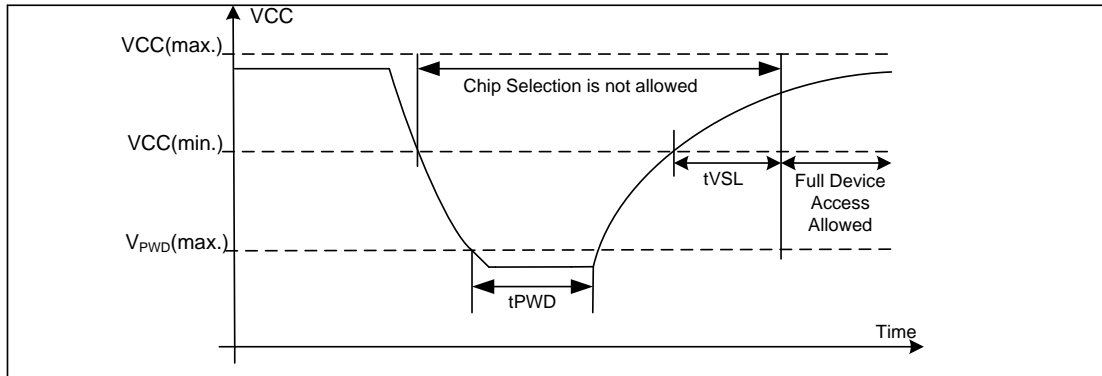 VCC
VCC(max.)
Chip Selection is not allowed
VCC(min.)
tVSL
Full Device
Access
Allowed
VPWD(max.)
tPWD
Time